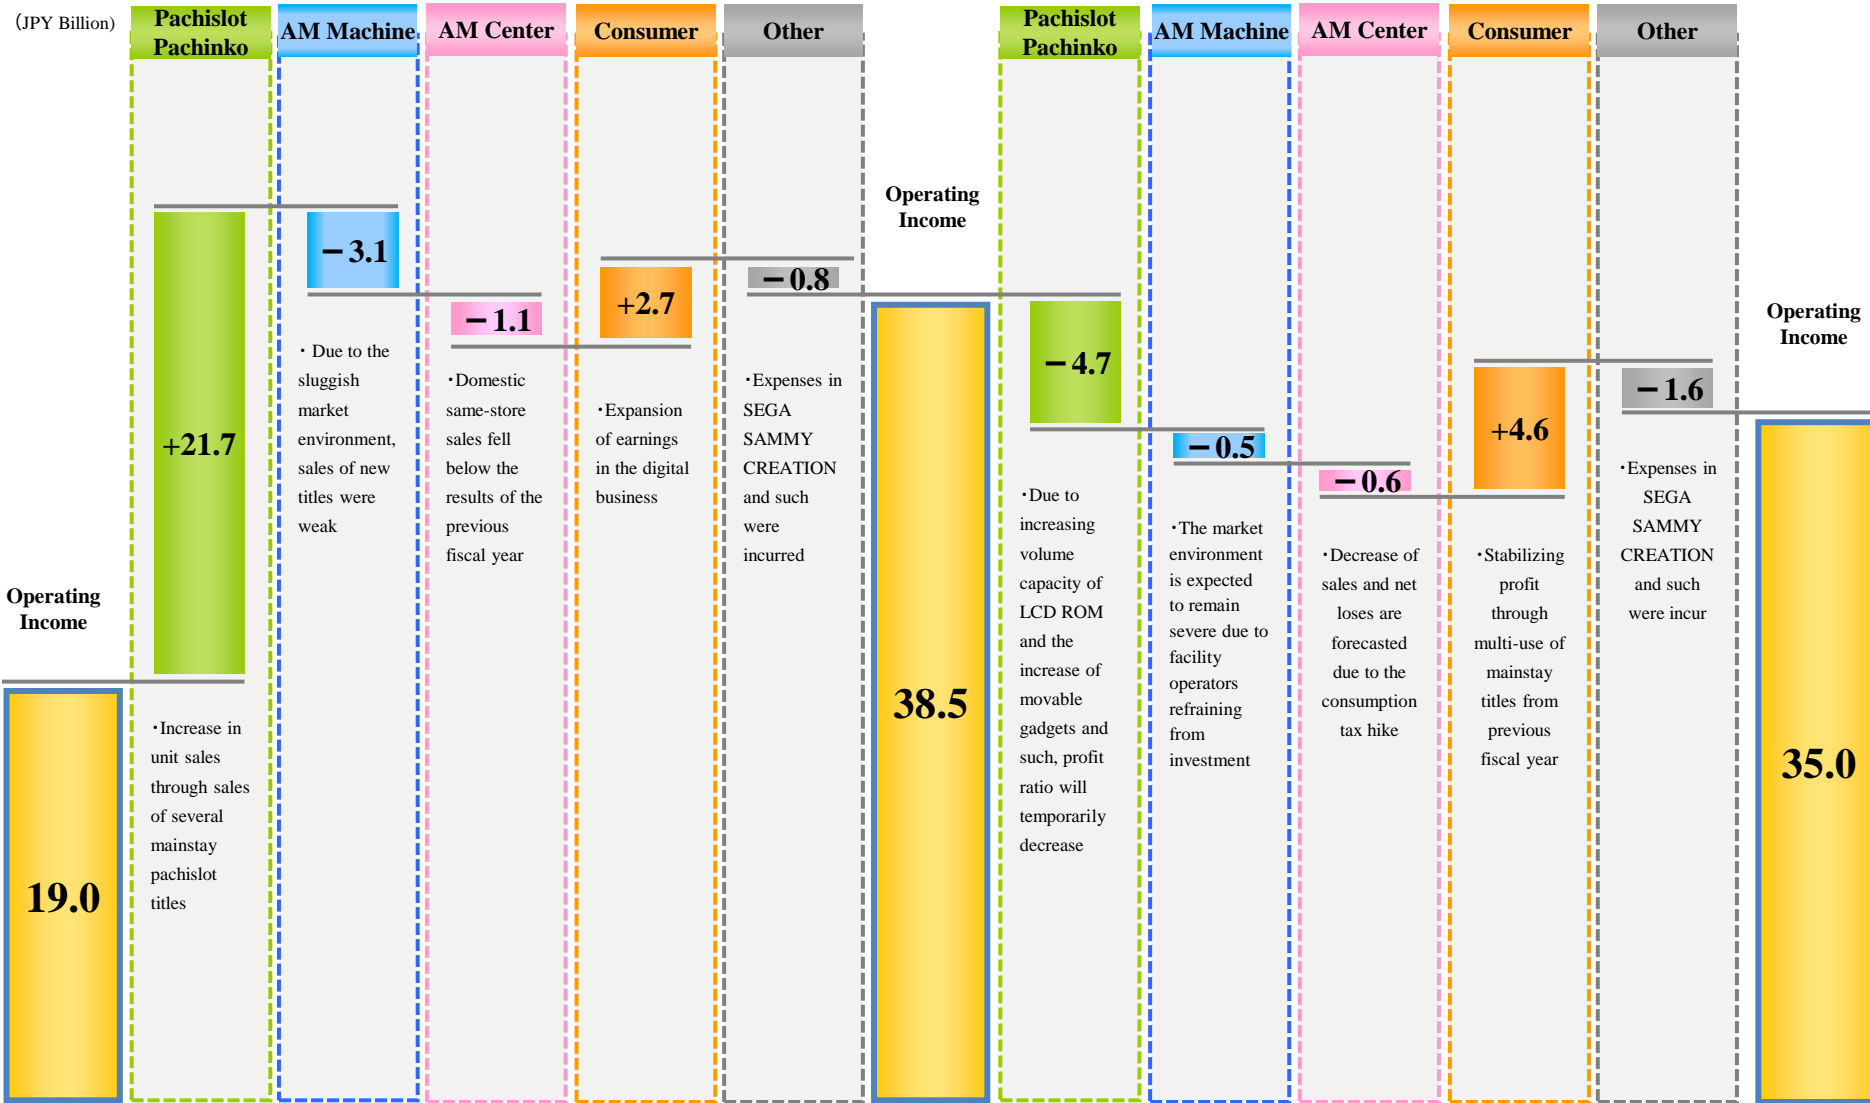 (JPY Billion)
Pachislot
Pachinko
AM Machine
AM Center
Consumer
Other
Pachislot
Pachinko
AM Machine
AM Center
Consumer
Other
Operating
Income
19.0
+21.7
・Increase in
unit sales
through sales
of several
mainstay
pachislot
titles
－3.1
・Due to the
sluggish
market
environment,
sales of new
titles were
weak
－1.1
・Domestic
same-store
sales fell
below the
results of the
previous
fiscal year
+2.7
・Expansion
of earnings
in the digital
business
－0.8
・Expenses in
SEGA
SAMMY
CREATION
and such
were
incurred
Operating
Income
38.5
－4.7
・Due to
increasing
volume
capacity of
LCD ROM
and the
increase of
movable
gadgets and
such, profit
ratio will
temporarily
decrease
－0.5
・The market
environment
is expected
to remain
severe due to
facility
operators
refraining
from
investment
－0.6
・Decrease of
sales and net
loses are
forecasted
due to the
consumption
tax hike
+4.6
・Stabilizing
profit
through
multi-use of
mainstay
titles from
previous
fiscal year
－1.6
・Expenses in
SEGA
SAMMY
CREATION
and such
were incur
Operating
Income
35.0